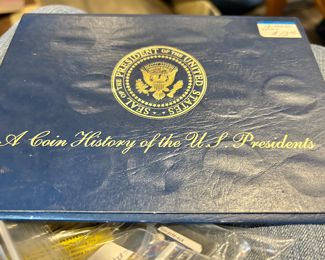 SEAL OF THE PRESIDENT OF THE UNITED STATES
A Coin History of the U.S. Presidents